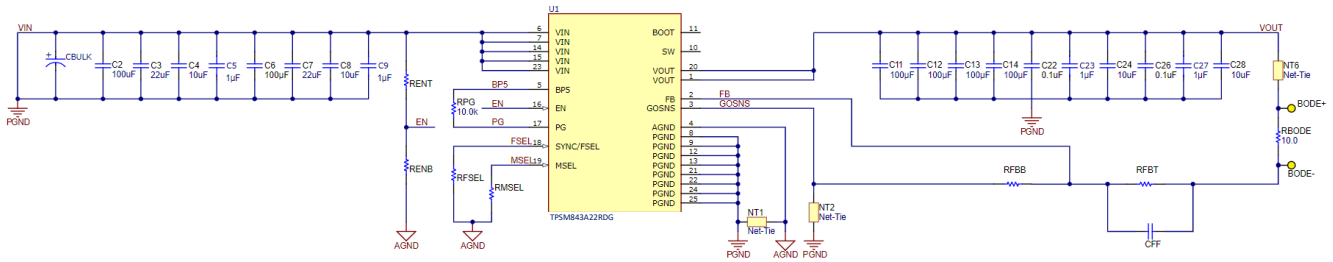 U1
VIN
CBULK
C2
100uF
C3
22uF
C4
10uF
C5
1µF
C6
100µF
C7
22uF
C8
10uF
C9
1µF
PGND
RENT
EN
RENB
AGND
BP5
RPG
10.0k
EN
PG
FSEL
MSEL
RFSEL
RMSEL
AGND
6
7
14
15
23
5
16
17
18
19
VIN
VIN
VIN
VIN
VIN
BP5
EN
PG
SYNC/FSEL
MSEL
BOOT
SW
VOUT
VOUT
FB
GOSNS
AGND
PGND
PGND
PGND
PGND
PGND
PGND
PGND
PGND
11
10
20
1
2
3
4
8
9
12
13
21
22
24
25
TPSM843A22RDG
FB
GOSNS
NT1
Net-Tie
PGND
AGND
NT2
Net-Tie
PGND
VOUT
C11
100µF
C12
100µF
C13
100µF
C14
100µF
C22
0.1uF
C23
1µF
C24
10uF
C26
0.1uF
C27
1µF
C28
10uF
PGND
NT6
Net-Tie
BODE+
RBODE
10.0
BODE-
RFBB
RFBT
CFF